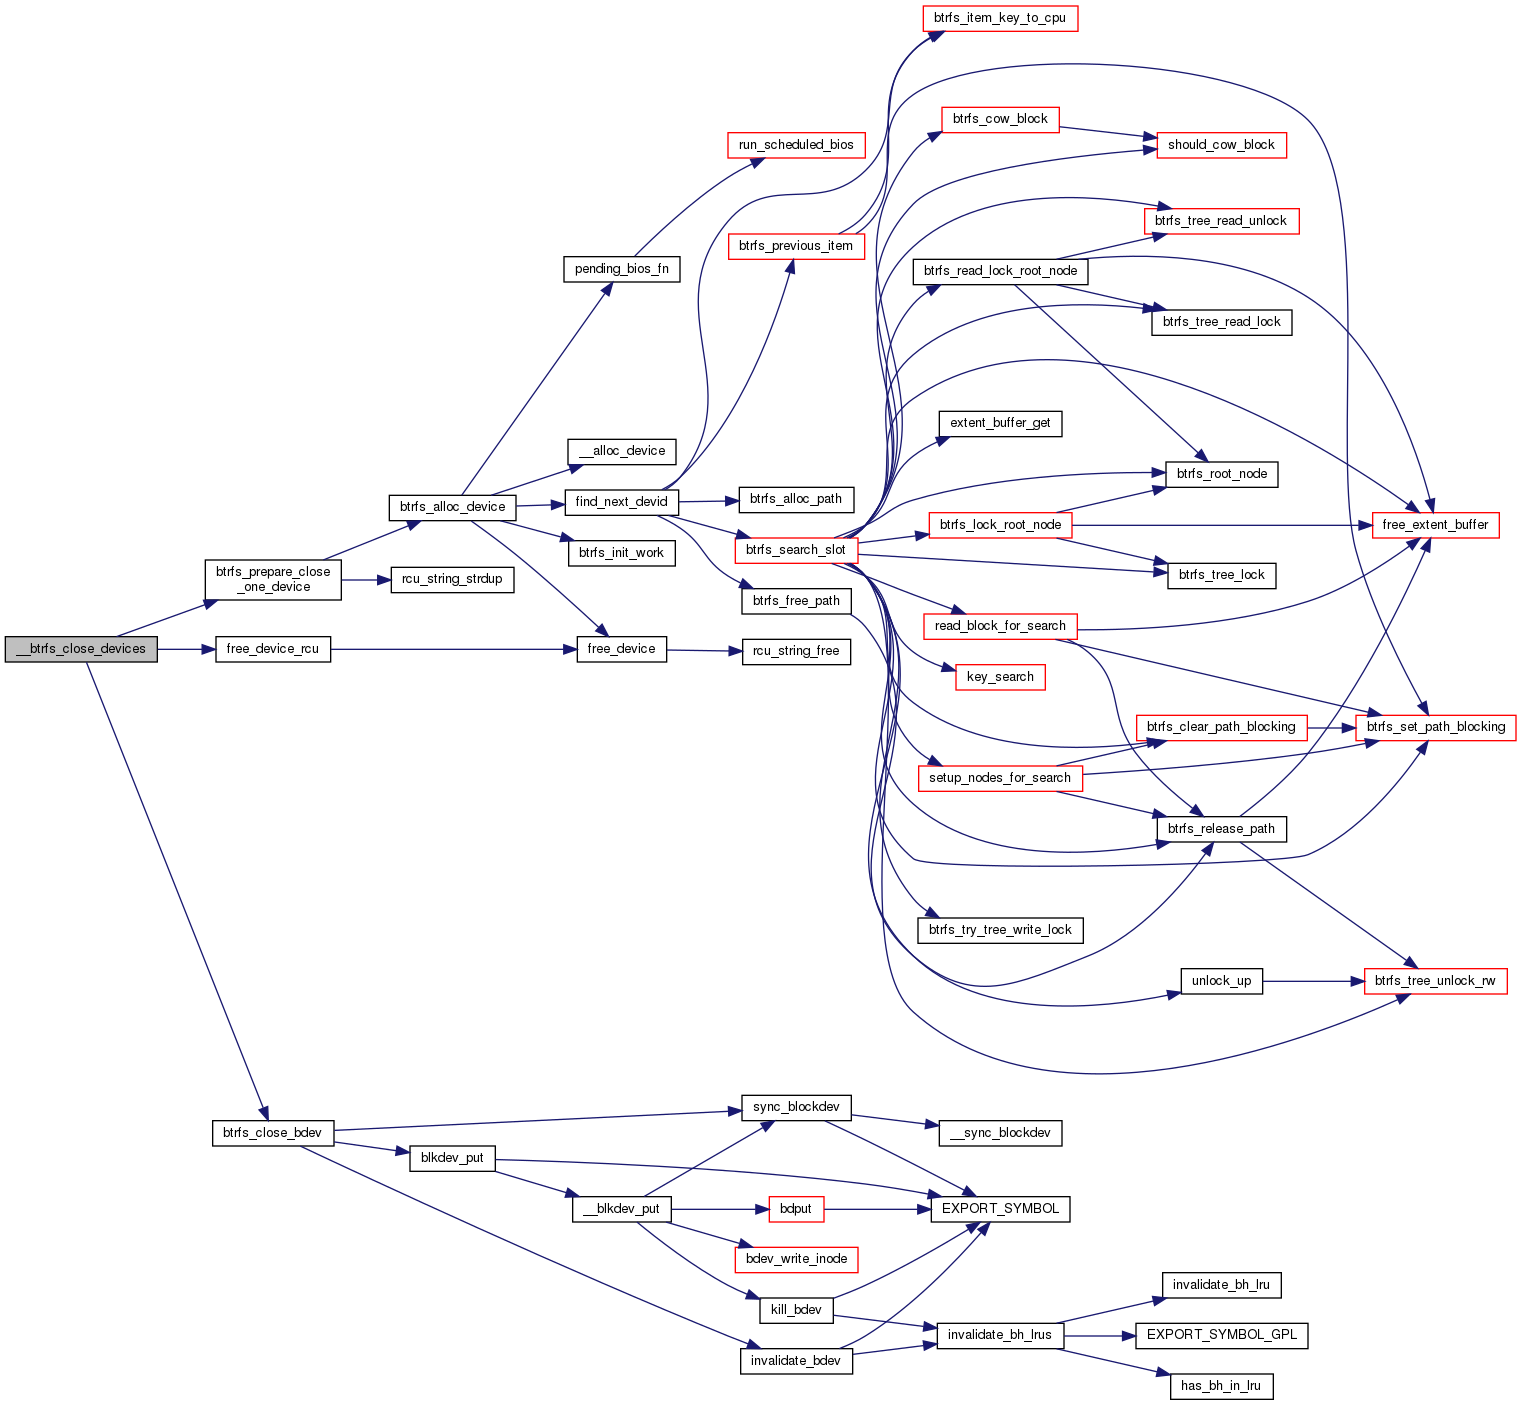 btrfs_item_key_to_cpu
btrfs_cow_block
run_scheduled_bios
should_cow_block
btrfs_tree_read_unlock
btrfs_previous_item
pending_bios_fn
btrfs_read_lock_root_node
btrfs_tree_read_lock
extent_buffer_get
__alloc_device
btrfs_root_node
btrfs_alloc_device
find_next_devid
btrfs_alloc_path
btrfs_lock_root_node
free_extent_buffer
btrfs_init_work
btrfs_search_slot
btrfs_prepare_close
_one_device
rcu_string_strdup
btrfs_tree_lock
btrfs_free_path
read_block_for_search
__btrfs_close_devices
free_device_rcu
free_device
rcu_string_free
key_search
btrfs_clear_path_blocking
btrfs_set_path_blocking
setup_nodes_for_search
btrfs_release_path
btrfs_try_tree_write_lock
unlock_up
btrfs_tree_unlock_rw
sync_blockdev
btrfs_close_bdev
__sync_blockdev
blkdev_put
__blkdev_put
bdput
EXPORT_SYMBOL
bdev_write_inode
invalidate_bh_lru
kill_bdev
invalidate_bh_lrus
EXPORT_SYMBOL_GPL
invalidate_bdev
has_bh_in_lru